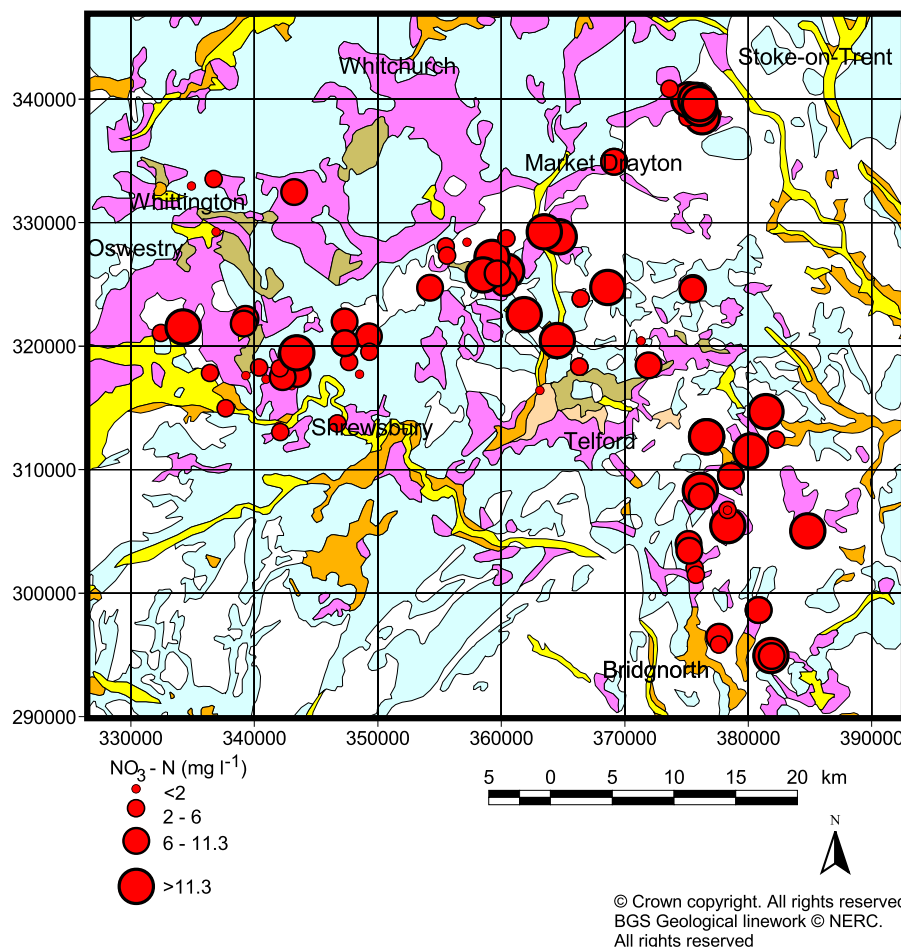 Whitchurch
Stoke-on-Trent
340000
Market Drayton
Whittington
330000
Oswestry
320000
Shrewsbury
Telford
310000
300000
Bridgnorth
290000
330000 340000 350000 360000 370000 380000 390000
NO3 - N (mg l-1)
<2
2 - 6
6 - 11.3
>11.3
5 0 5 10 15 20 km
N
© Crown copyright. All rights reserved
BGS Geological linework © NERC.
All rights reserved